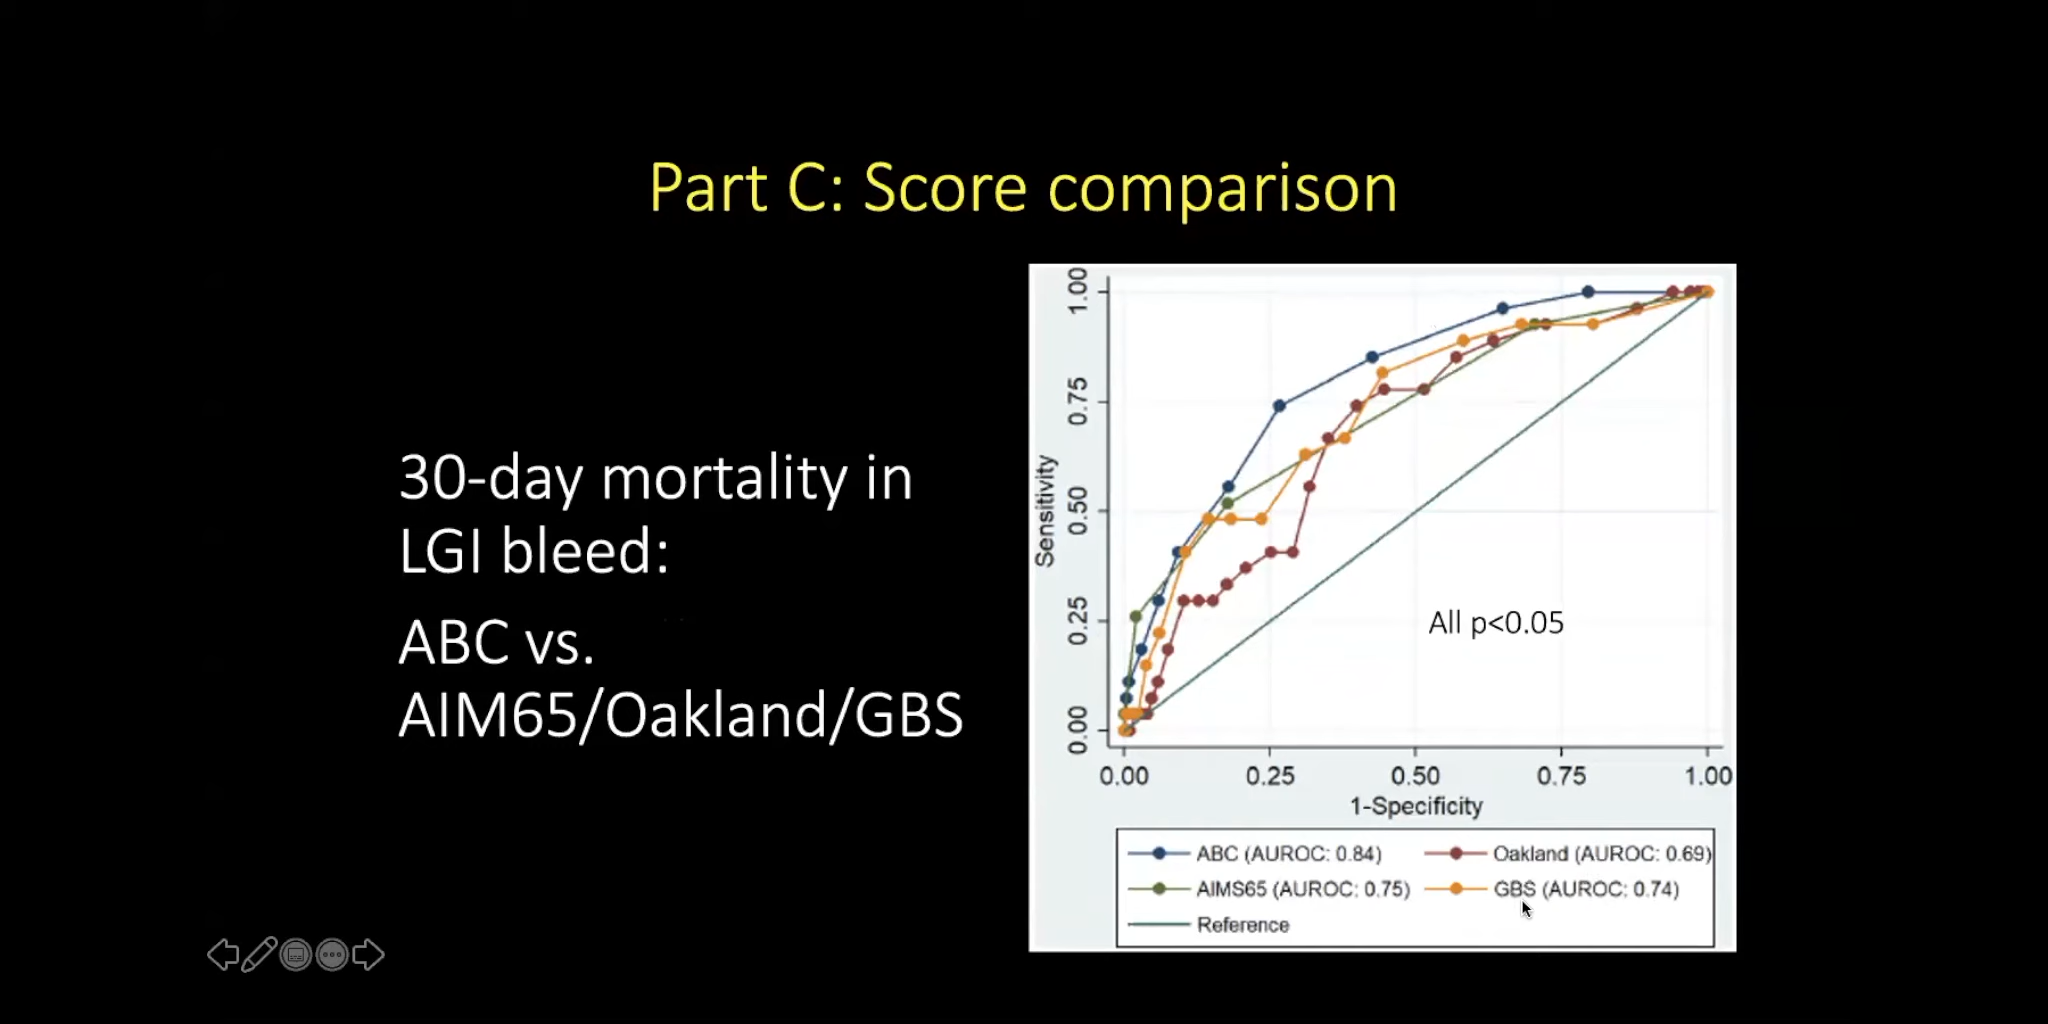 Part C: Score comparison
30-day mortality in
LGI bleed:
ABC vs.
AIM65/Oakland/GBS
1.00
0.75
0.50
0.25
0.00
Sensitivity
All p<0.05
0.00 0.25 0.50 0.75 1.00
1-Specificity
ABC (AUROC: 0.84) Oakland (AUROC: 0.69)
AIMS65 (AUROC: 0.75) GBS (AUROC: 0.74)
Reference